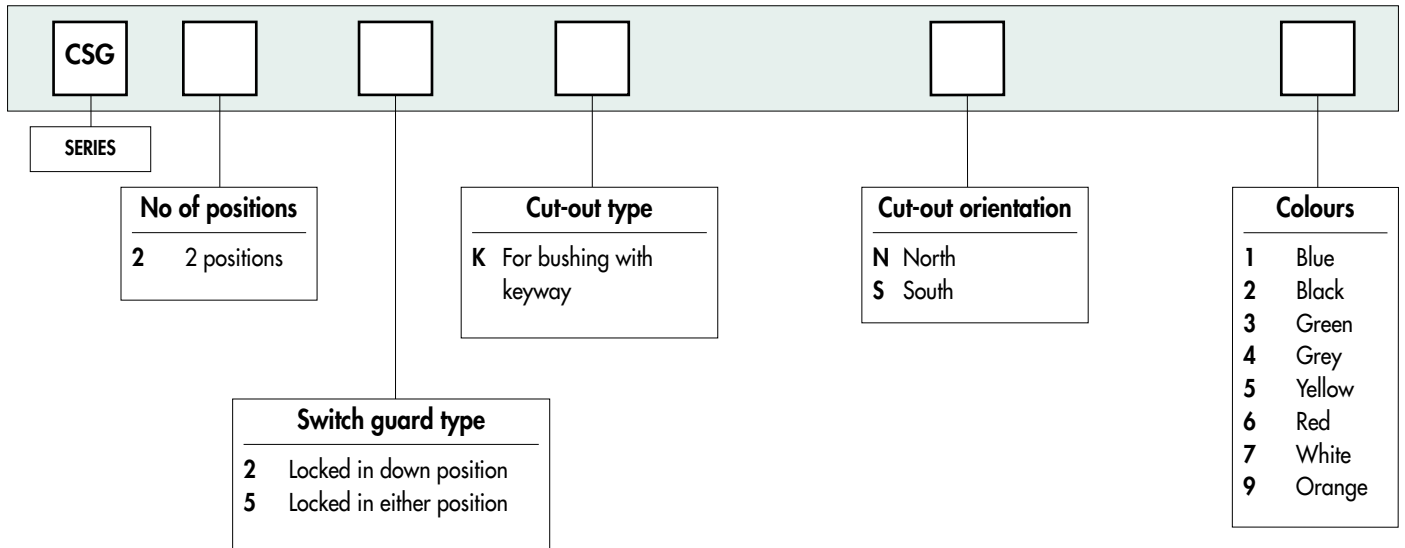 CSG
SERIES
No of positions
2 2 positions
Cut-out type
K For bushing with
keyway
Cut-out orientation
N North
S South
Colours
1 Blue
2 Black
3 Green
4 Grey
5 Yellow
6 Red
7 White
9 Orange
Switch guard type
2 Locked in down position
5 Locked in either position